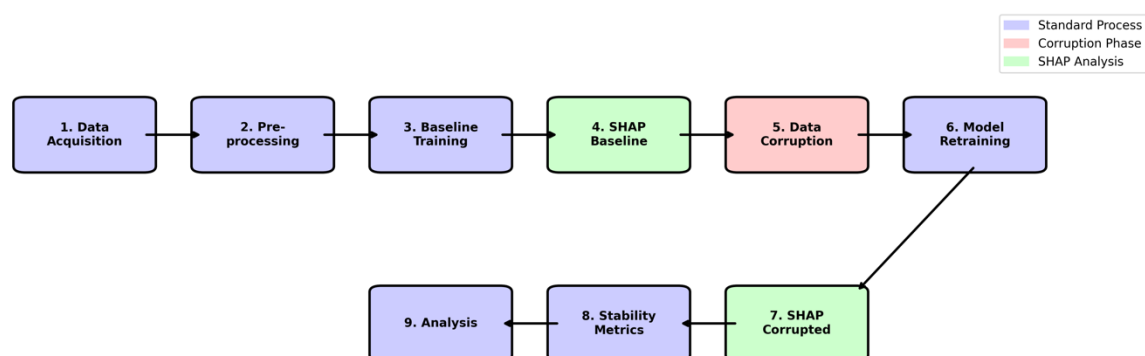 Standard Process
Corruption Phase
SHAP Analysis
1. Data
Acquisition
2. Pre-
processing
3. Baseline
Training
4. SHAP
Baseline
5. Data
Corruption
6. Model
Retraining
7. SHAP
Corrupted
8. Stability
Metrics
9. Analysis